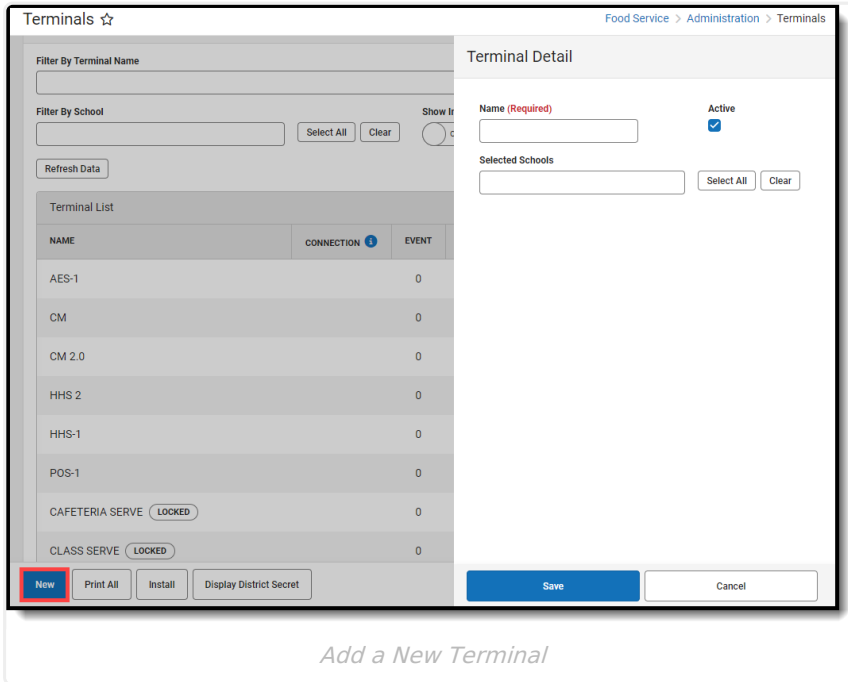 Terminals
Food Service > Administration > Terminals
Filter By Terminal Name
Filter By School
Show In
Select All
Clear
Refresh Data
Terminal List
NAME
CONNECTION
EVENT
AES-1
0
CM
0
CM 2.0
0
HHS 2
0
HHS-1
0
POS-1
0
CAFETERIA SERVE LOCKED
0
CLASS SERVE LOCKED
0
New
Print All
Install
Display District Secret
Terminal Detail
Name (Required)
Active
Selected Schools
Select All
Clear
Save
Cancel
Add a New Terminal